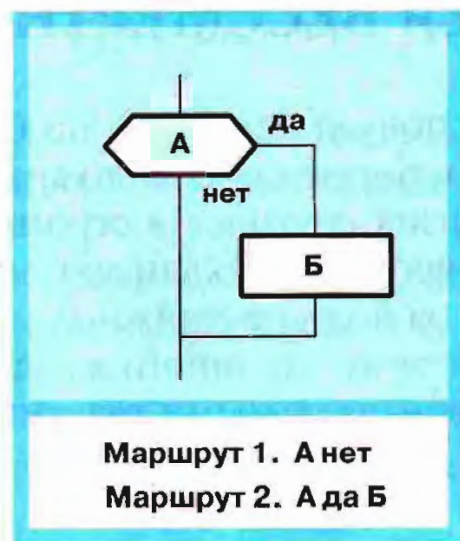 А
да
нет
Б
Маршрут 1. А нет
Маршрут 2. А да Б